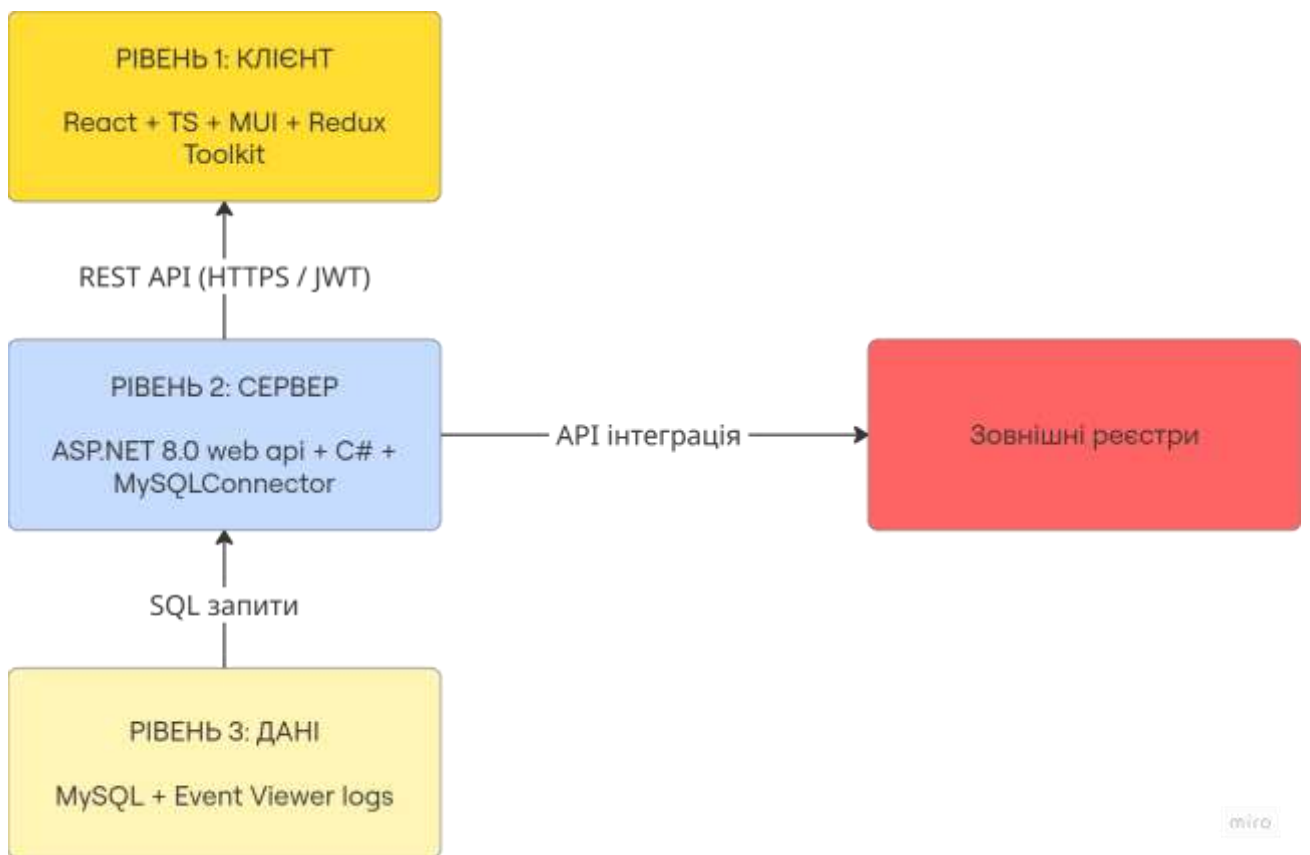 РІВЕНЬ 1: КЛІЄНТ
React + TS + MUI + Redux
Toolkit
REST API (HTTPS / JWT)
РІВЕНЬ 2: СЕРВЕР
ASP.NET 8.0 web api + C# +
MySQLConnector
API інтеграція
Зовнішні реєстри
SQL запити
РІВЕНЬ 3: ДАНІ
MySQL + Event Viewer logs
miro